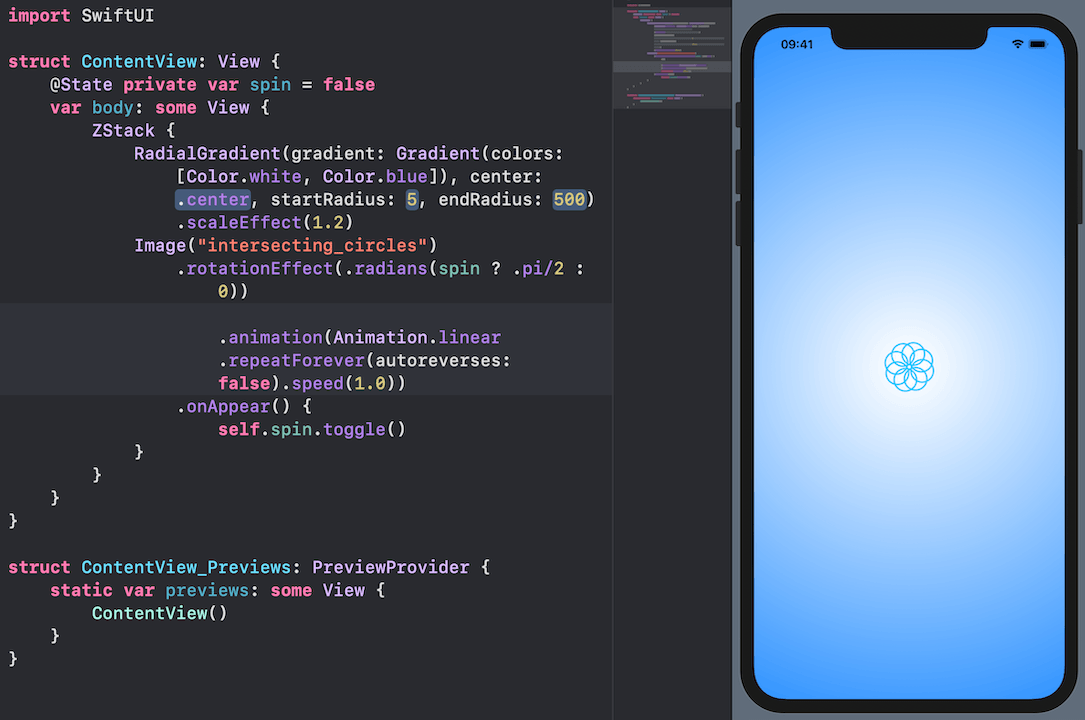 import SwiftUI
struct ContentView: View {
@State private var spin = false
var body: some View {
ZStack {
RadialGradient(gradient: Gradient(colors:
[Color.white, Color.blue]), center:
.center, startRadius: 5, endRadius: 500)
.scaleEffect(1.2)
Image("intersecting_circles")
.rotationEffect(.radians(spin ? .pi/2 :
0))
.animation(Animation.linear
.repeatForever(autoreverses:
false).speed(1.0))
.onAppear() {
self.spin.toggle()
}
}
}
}
struct ContentView_Previews: PreviewProvider {
static var previews: some View {
ContentView()
}
}
09:41